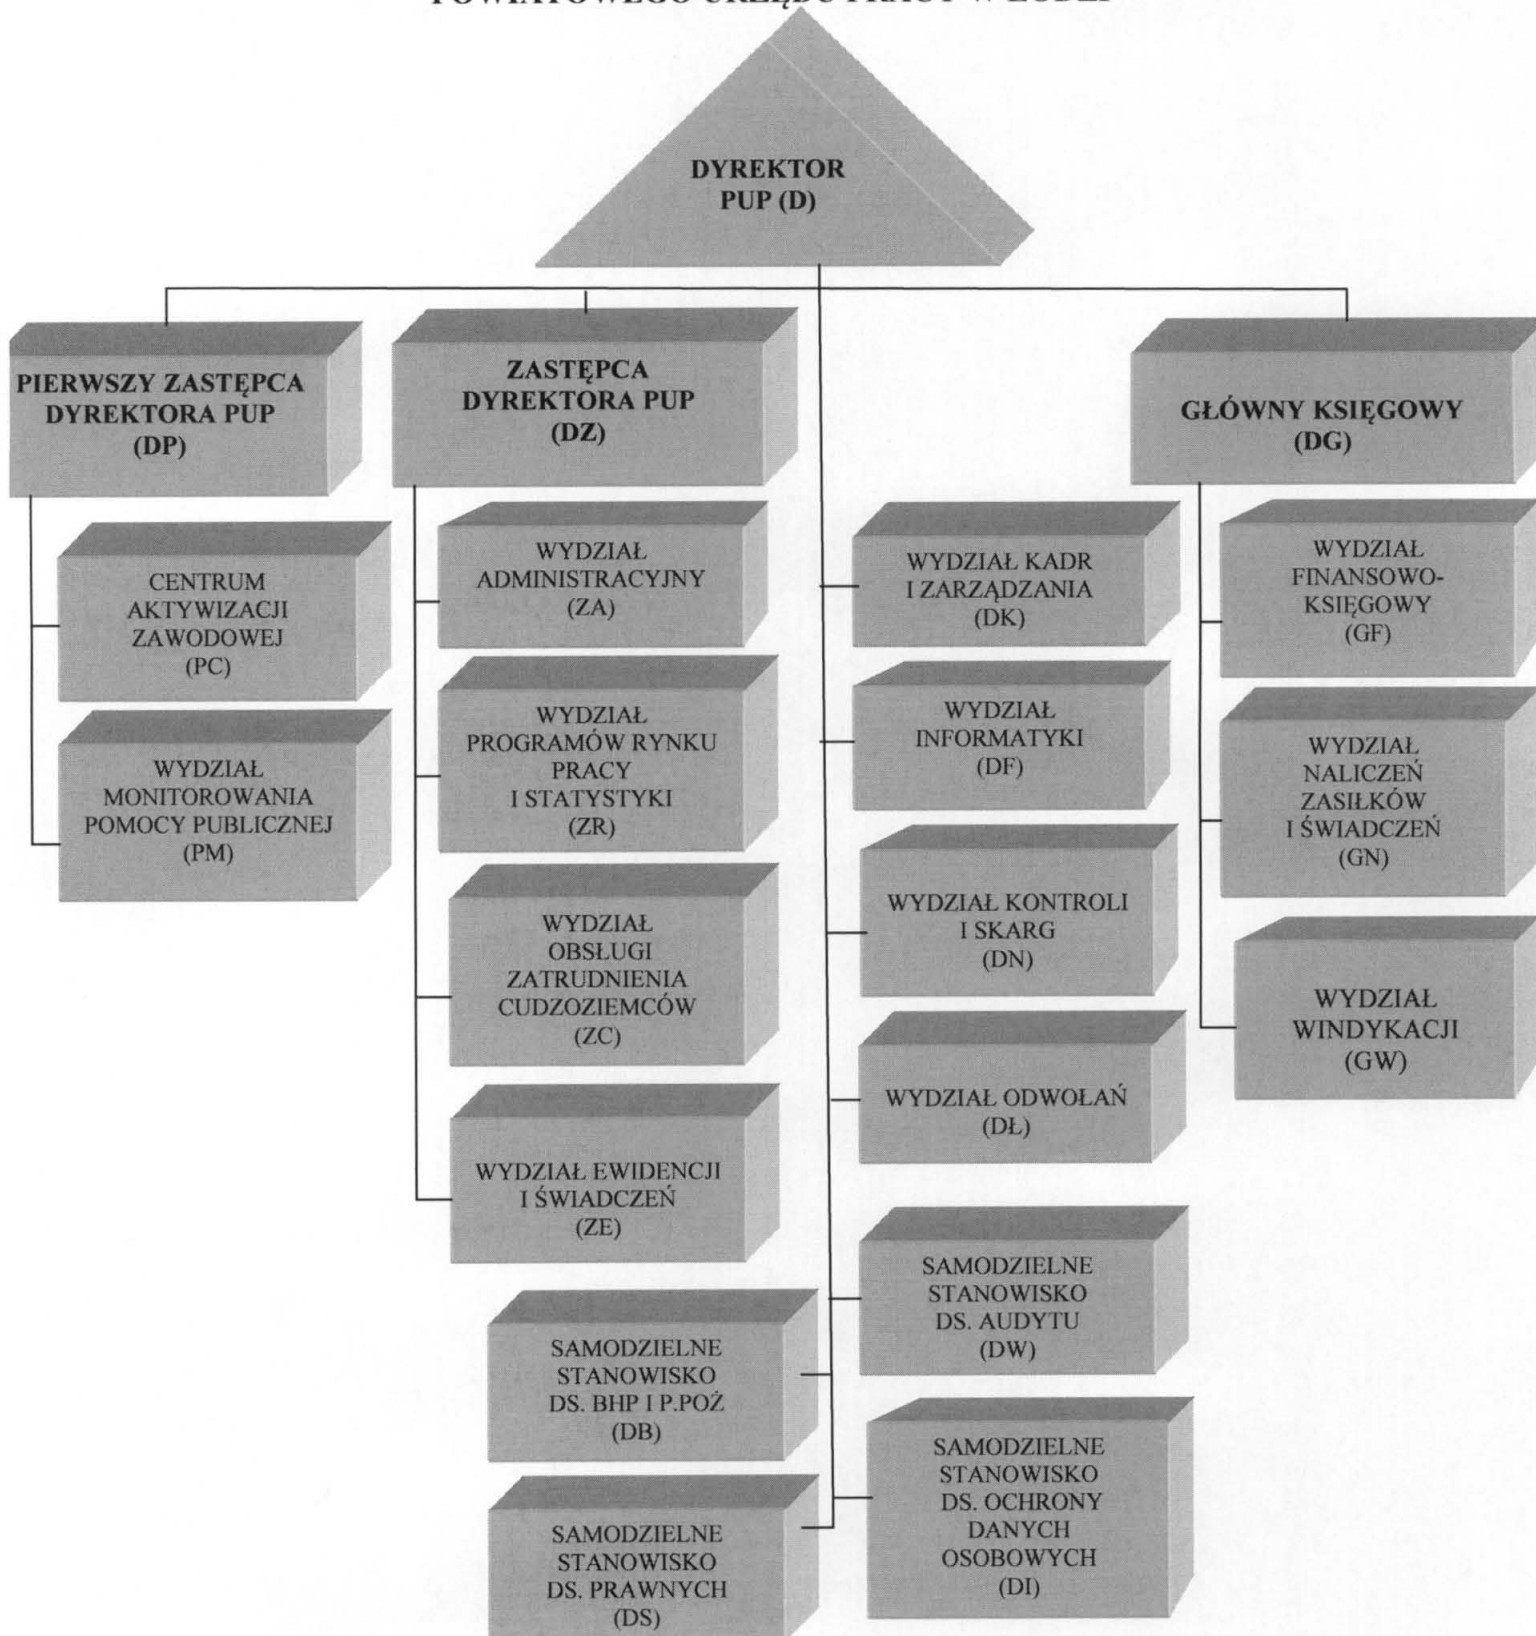 POWIATOWEGO URZĘDU PRACY W ŁODZI
DYREKTOR
PUP (D)
PIERWSZY ZASTĘPCA
DYREKTORA PUP
(DP)
ZASTĘPCA
DYREKTORA PUP
(DZ)
GŁÓWNY KSIĘGOWY
(DG)
CENTRUM
AKTYWIZACJI
ZAWODOWEJ
(PC)
WYDZIAŁ
MONITOROWANIA
POMOCY PUBLICZNEJ
(PM)
WYDZIAŁ
ADMINISTRACYJNY
(ZA)
WYDZIAŁ
PROGRAMÓW RYNKU
PRACY
I STATYSTYKI
(ZR)
WYDZIAŁ
OBSŁUGI
ZATRUDNIENIA
CUDZOZIEMCÓW
(ZC)
WYDZIAŁ EWIDENCJI
I ŚWIADCZEŃ
(ZE)
SAMODZIELNE
STANOWISKO
DS. BHP I P.POŻ
(DB)
SAMODZIELNE
STANOWISKO
DS. PRAWNYCH
(DS)
WYDZIAŁ KADR
I ZARZĄDZANIA
(DK)
WYDZIAŁ
INFORMATYKI
(DF)
WYDZIAŁ KONTROLI
I SKARG
(DN)
WYDZIAŁ ODWOŁAŃ
(DŁ)
SAMODZIELNE
STANOWISKO
DS. AUDYTU
(DW)
SAMODZIELNE
STANOWISKO
DS. OCHRONY
DANYCH
OSOBOWYCH
(DI)
WYDZIAŁ
FINANSOWO-
KSIĘGOWY
(GF)
WYDZIAŁ
NALICZEŃ
ZASIŁKÓW
I ŚWIADCZEŃ
(GN)
WYDZIAŁ
WINDYKACJI
(GW)